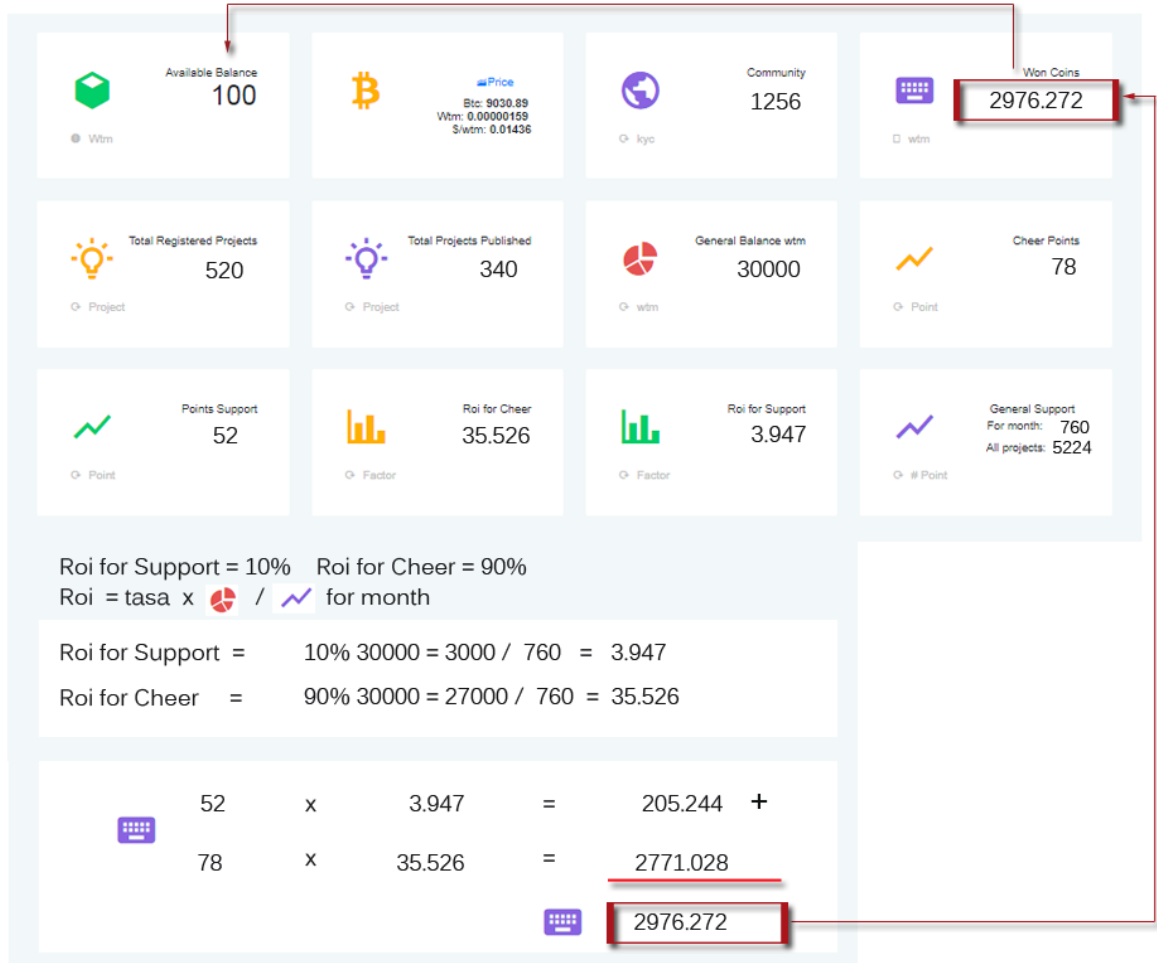 Available Balance
100
Wtm
Price
Btc: 9030.89
Wtm: 0.00000159
$/wtm: 0.01436
Community
1256
kyc
Won Coins
2976.272
wtm
Total Registered Projects
520
Project
Total Projects Published
340
Project
General Balance wtm
30000
wtm
Cheer Points
78
Point
Points Support
52
Point
Roi for Cheer
35.526
Factor
Roi for Support
3.947
Factor
General Support
For month: 760
All projects: 5224
# Point
Roi for Support = 10% Roi for Cheer = 90%
Roi = tasa x / for month
Roi for Support = 10% 30000 = 3000 / 760 = 3.947
Roi for Cheer = 90% 30000 = 27000 / 760 = 35.526
52 x 3.947 = 205.244 +
78 x 35.526 = 2771.028
2976.272